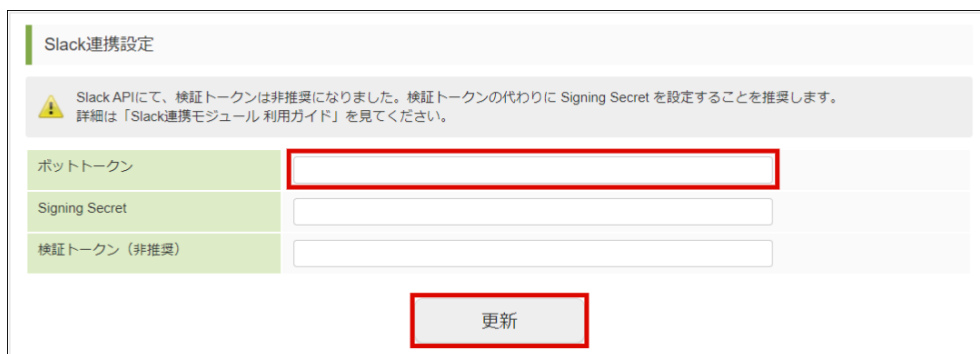 Slack連携設定
Slack APIにて、検証トークンは非推奨になりました。検証トークンの代わりに Signing Secret を設定することを推奨します。
詳細は「Slack連携モジュール 利用ガイド」を見てください。
ボットトークン
Signing Secret
検証トークン（非推奨）
更新